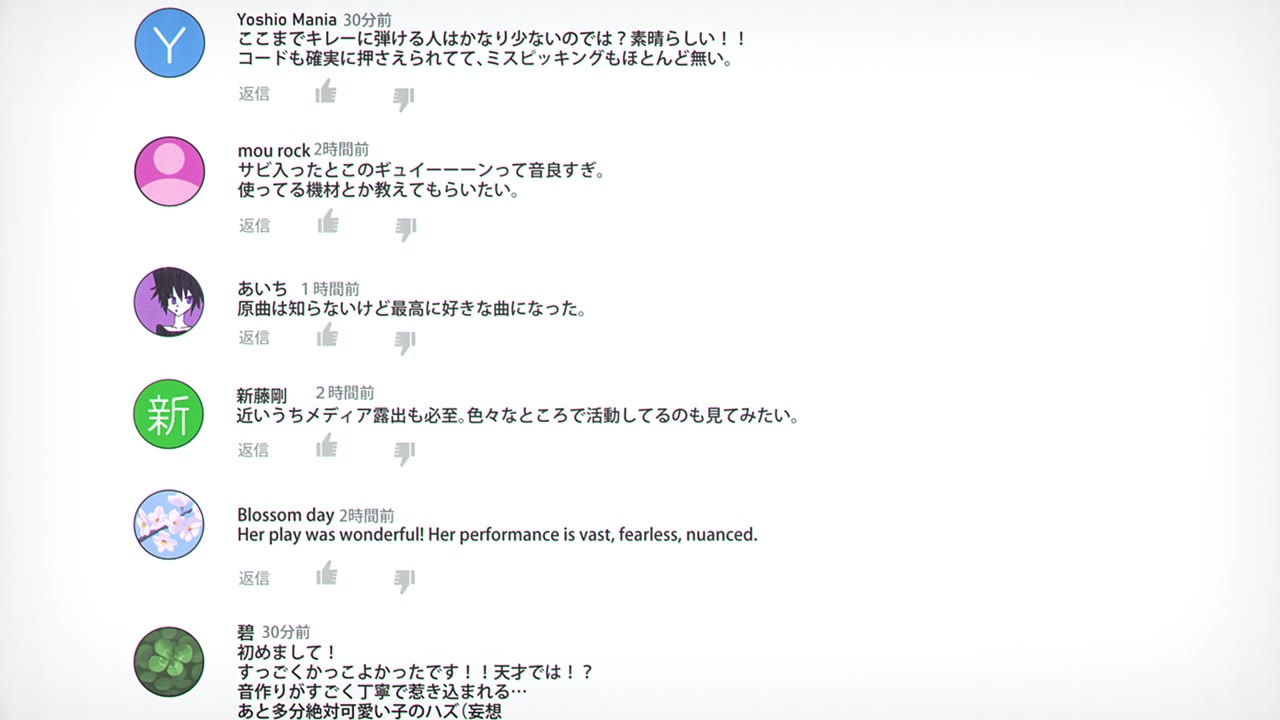 Y
Yoshio Mania 30分前
ここまでキレーに弾ける人はかなり少ないのでは？素晴らしい！！
コードも確実に押さえられてて、ミスピッキングもほとんど無い。
返信
mou rock 2時間前
サビ入ったとこのギュイーーーンって音良すぎ。
使ってる機材とか教えてもらいたい。
返信
あいち 1時間前
原曲は知らないけど最高に好きな曲になった。
返信
新
新藤剛 2時間前
近いうちメディア露出も必至。色々なところで活動してるのも見てみたい。
返信
Blossom day 2時間前
Her play was wonderful! Her performance is vast, fearless, nuanced.
返信
碧 30分前
初めまして！
すっごくかっこよかったです！！天才では！？
音作りがすごく丁寧で惹き込まれる…
あと多分絶対可愛い子のハズ（妄想